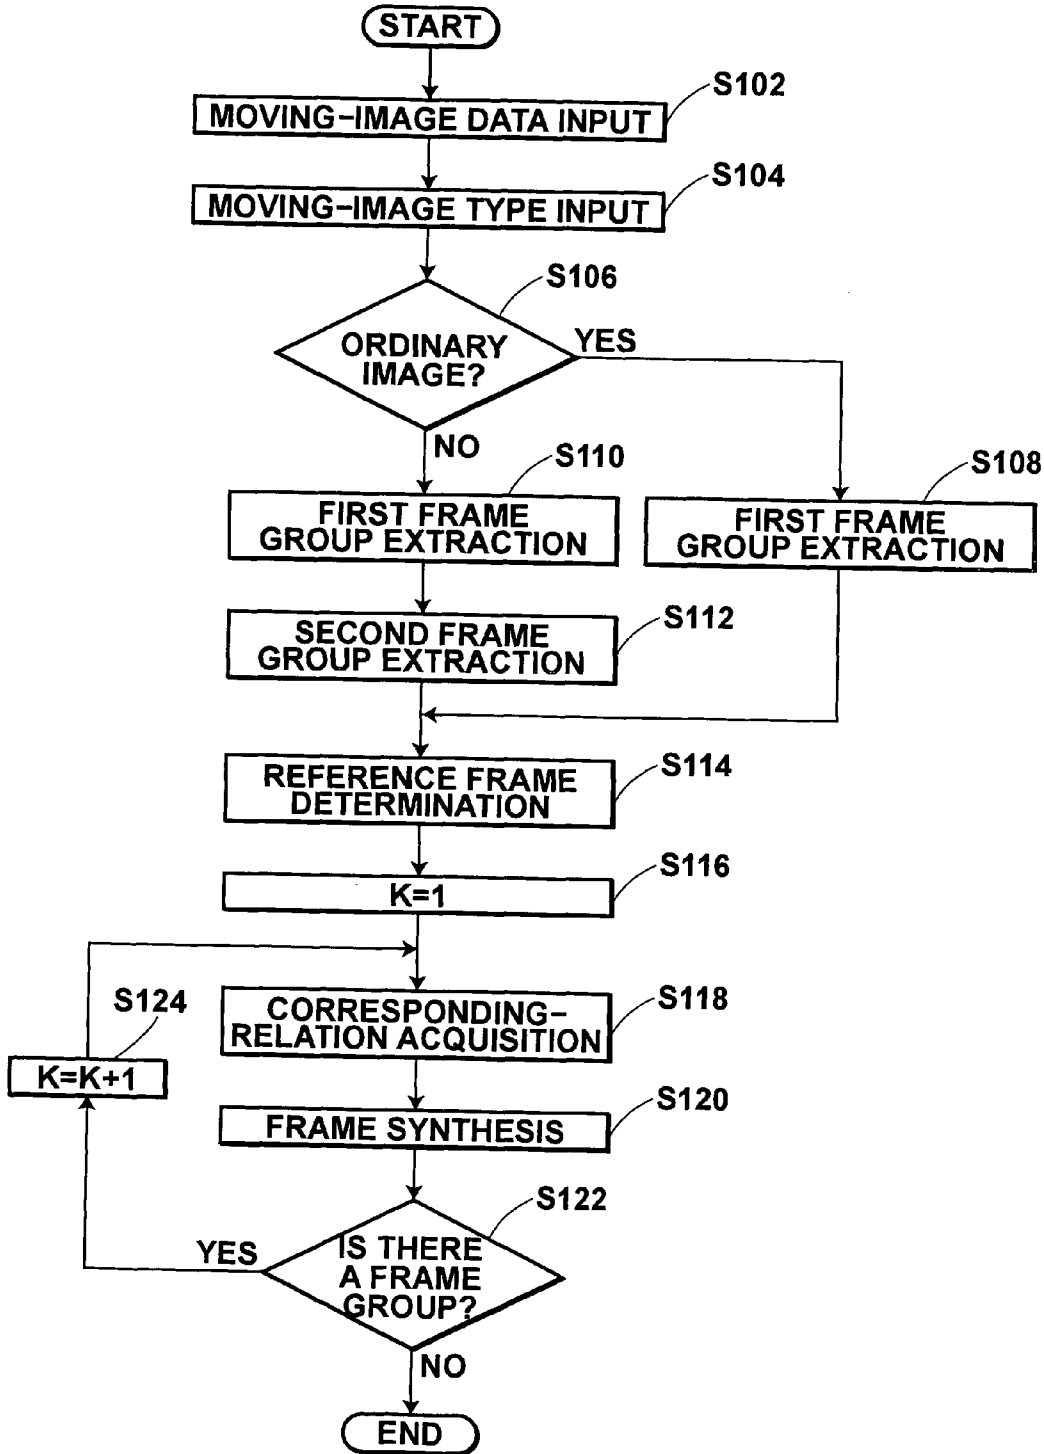 START
S102
MOVING-IMAGE DATA INPUT
S104
MOVING-IMAGE TYPE INPUT
S106
ORDINARY
IMAGE?
YES
NO
S110
FIRST FRAME
GROUP EXTRACTION
S108
FIRST FRAME
GROUP EXTRACTION
S112
SECOND FRAME
GROUP EXTRACTION
S114
REFERENCE FRAME
DETERMINATION
S116
K=1
S118
CORRESPONDING-
RELATION ACQUISITION
S124
K=K+1
S120
FRAME SYNTHESIS
S122
IS THERE
A FRAME
GROUP?
YES
NO
END